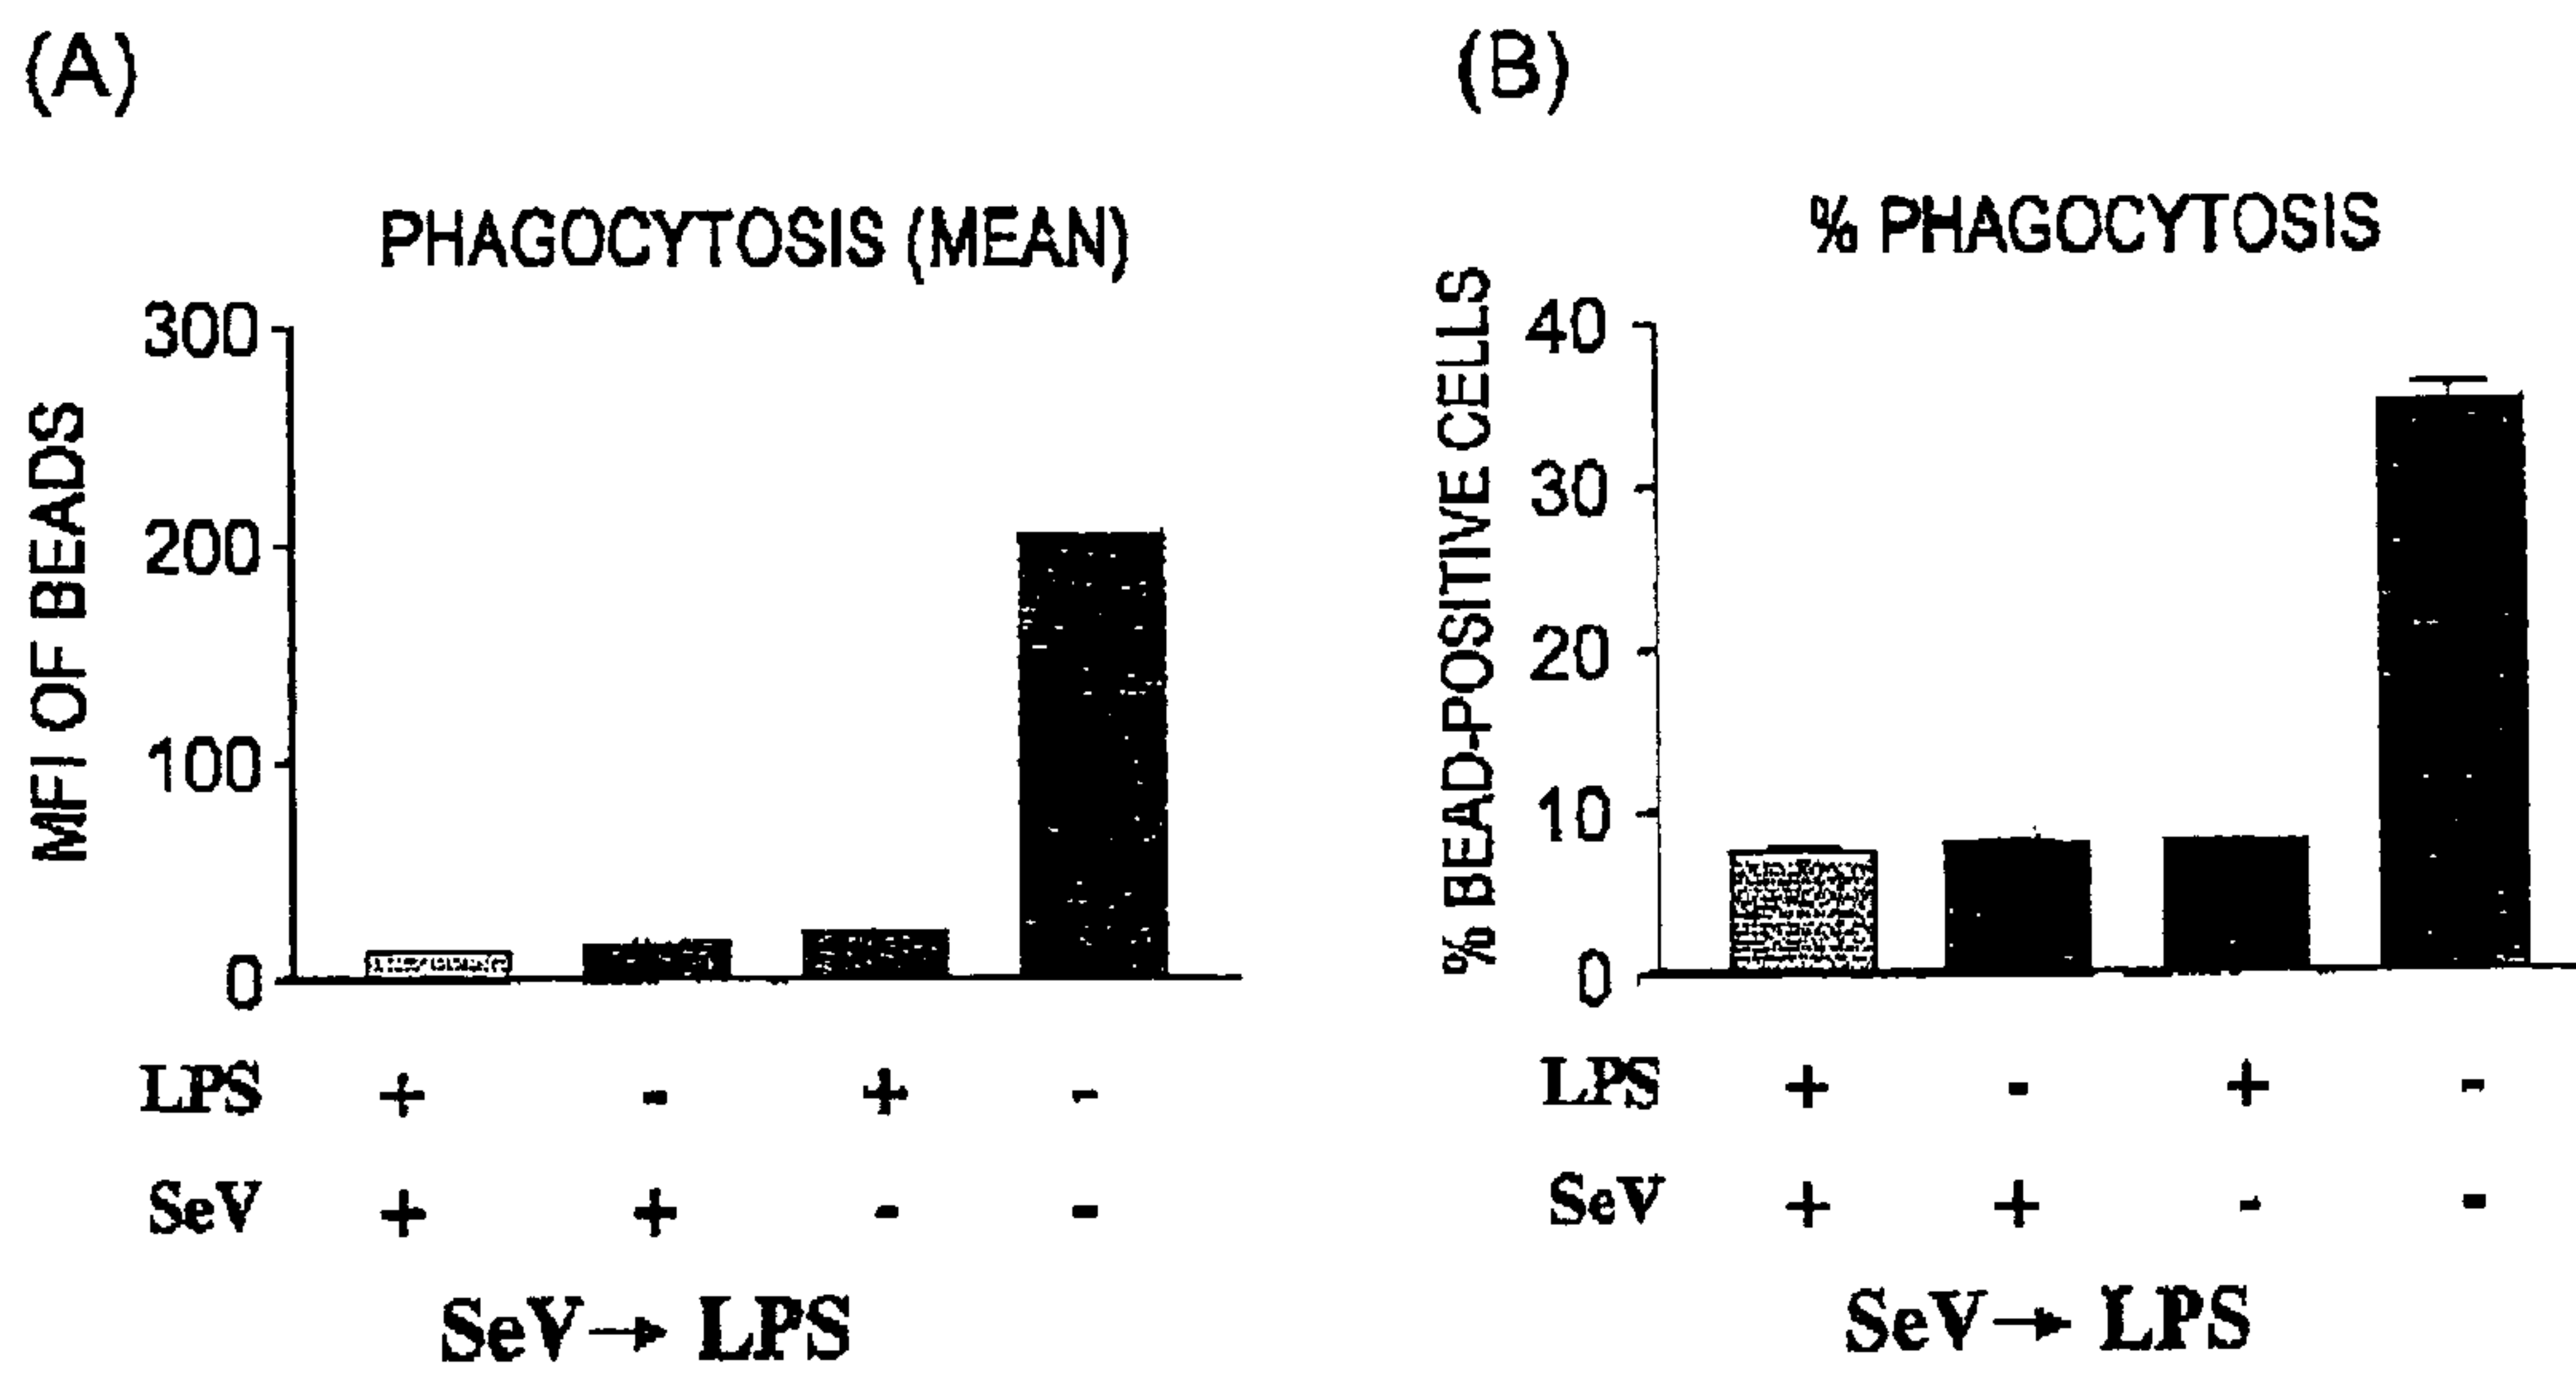 (A)
PHAGOCYTOSIS (MEAN)
MFI OF BEADS
300
200
100
0
LPS + - + -
SeV + + - -
SeV → LPS
(B)
% PHAGOCYTOSIS
% BEAD-POSITIVE CELLS
40
30
20
10
0
LPS + - + -
SeV + + - -
SeV → LPS